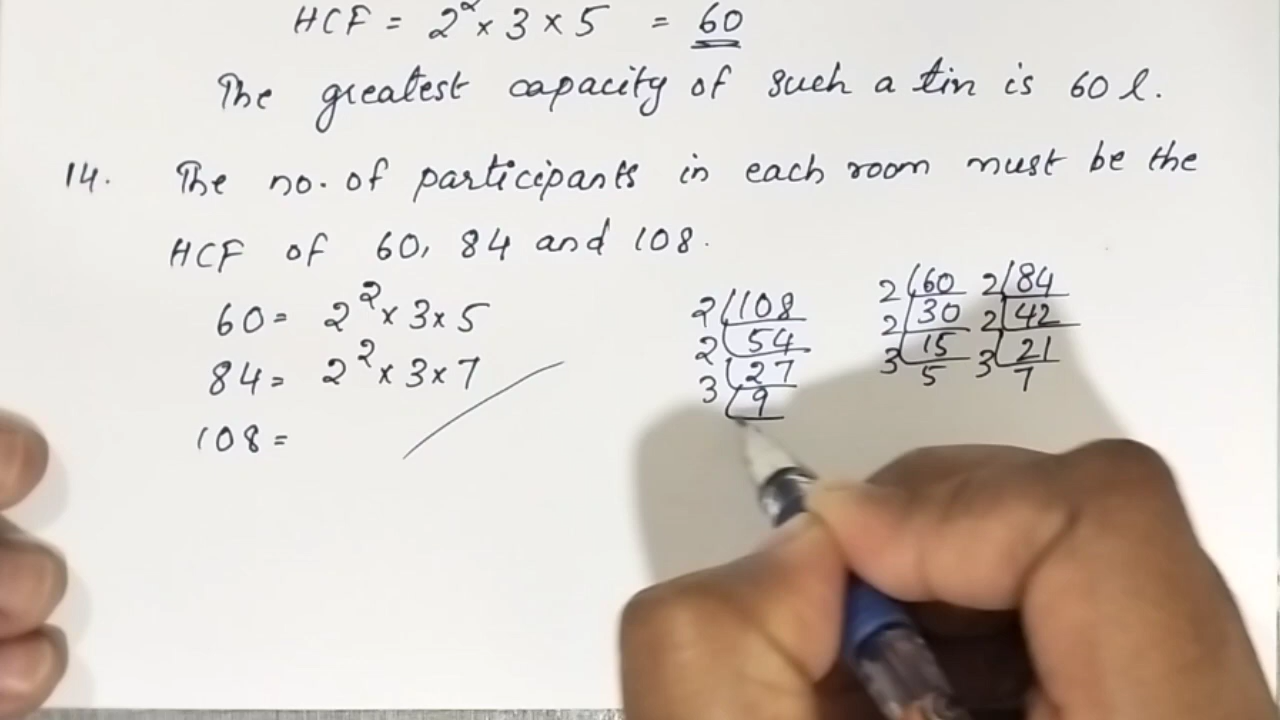 HCF = 2² × 3 × 5 = 60
The greatest capacity of such a tin is 60 l.
14. The no. of participants in each room must be the
HCF of 60, 84 and 108.
60 = 2² × 3 × 5
84 = 2² × 3 × 7
108 =
2 108
2 54
3 27
9
2 60
2 30
3 15
5
2 84
2 42
3 21
7